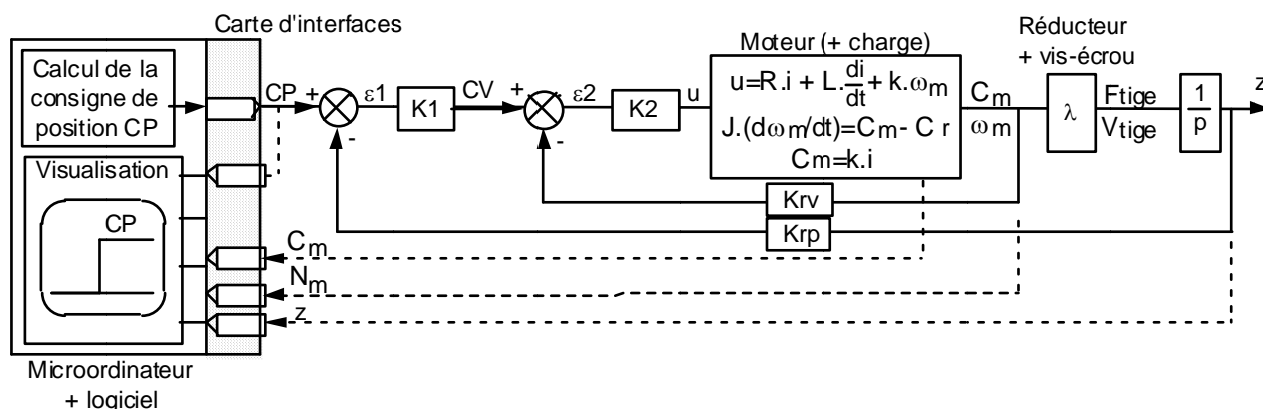 Carte d'interfaces
Calcul de la
consigne de
position CP
Visualisation
CP
Microordinateur
+ logiciel
CP
+
-
ε1
K1
CV
+
-
ε2
K2
u
Moteur (+ charge)
u=R.i + L.di/dt + k.ωm
J.(dωm/dt)=Cm- C r
Cm=k.i
Cm
ωm
Réducteur
+ vis-écrou
λ
Ftige
Vtige
1/p
z
Krv
Krp
Cm
Nm
z